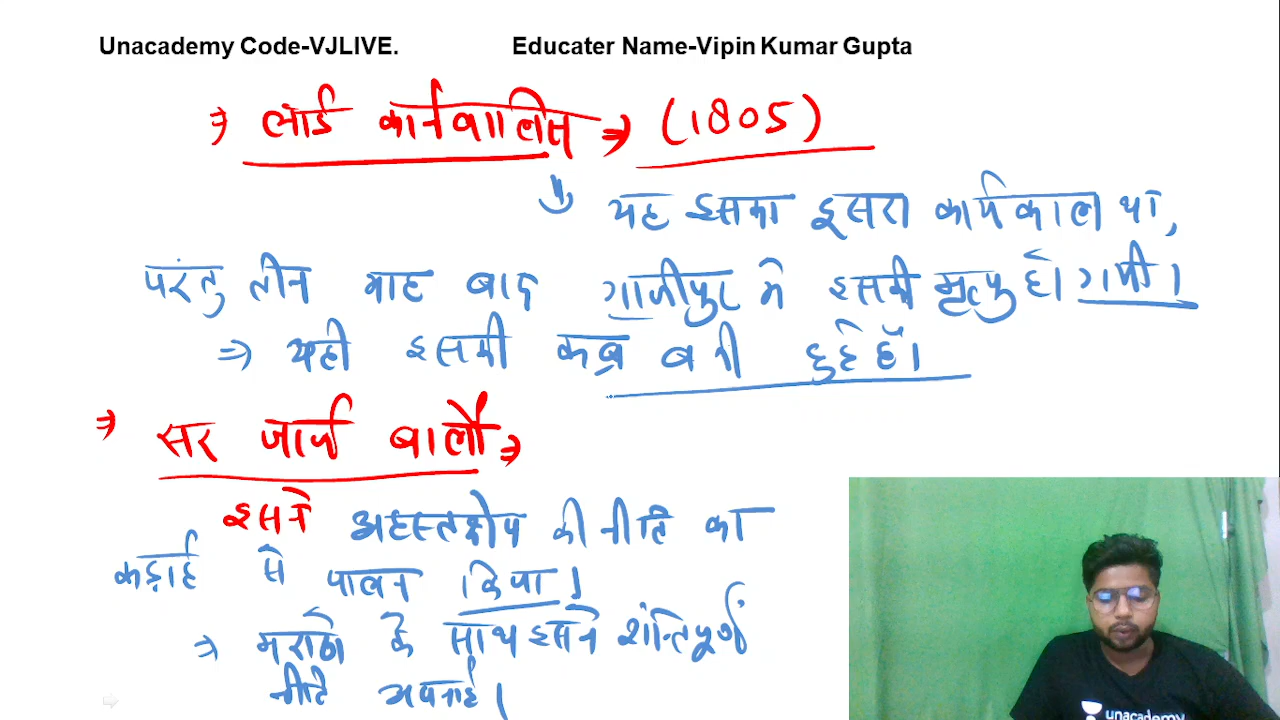 Unacademy Code-VJLIVE. Educater Name-Vipin Kumar Gupta
⇒ लार्ड कार्नवालिस ⇒ (1805)
यह इसका दूसरा कार्यकाल था,
परंतु तीन माह बाद गाजीपुर मे इसकी मृत्यु हो गयी।
⇒ यही इसकी कब्र बनी हुई है।
⇒ सर जार्ज बार्लो ⇒
इसने अहस्तक्षेप की नीति का
कड़ाई से पालन किया।
⇒ मराठो के साथ इसने शांन्तिपूर्ण
नीति अपनाई।
unacademy